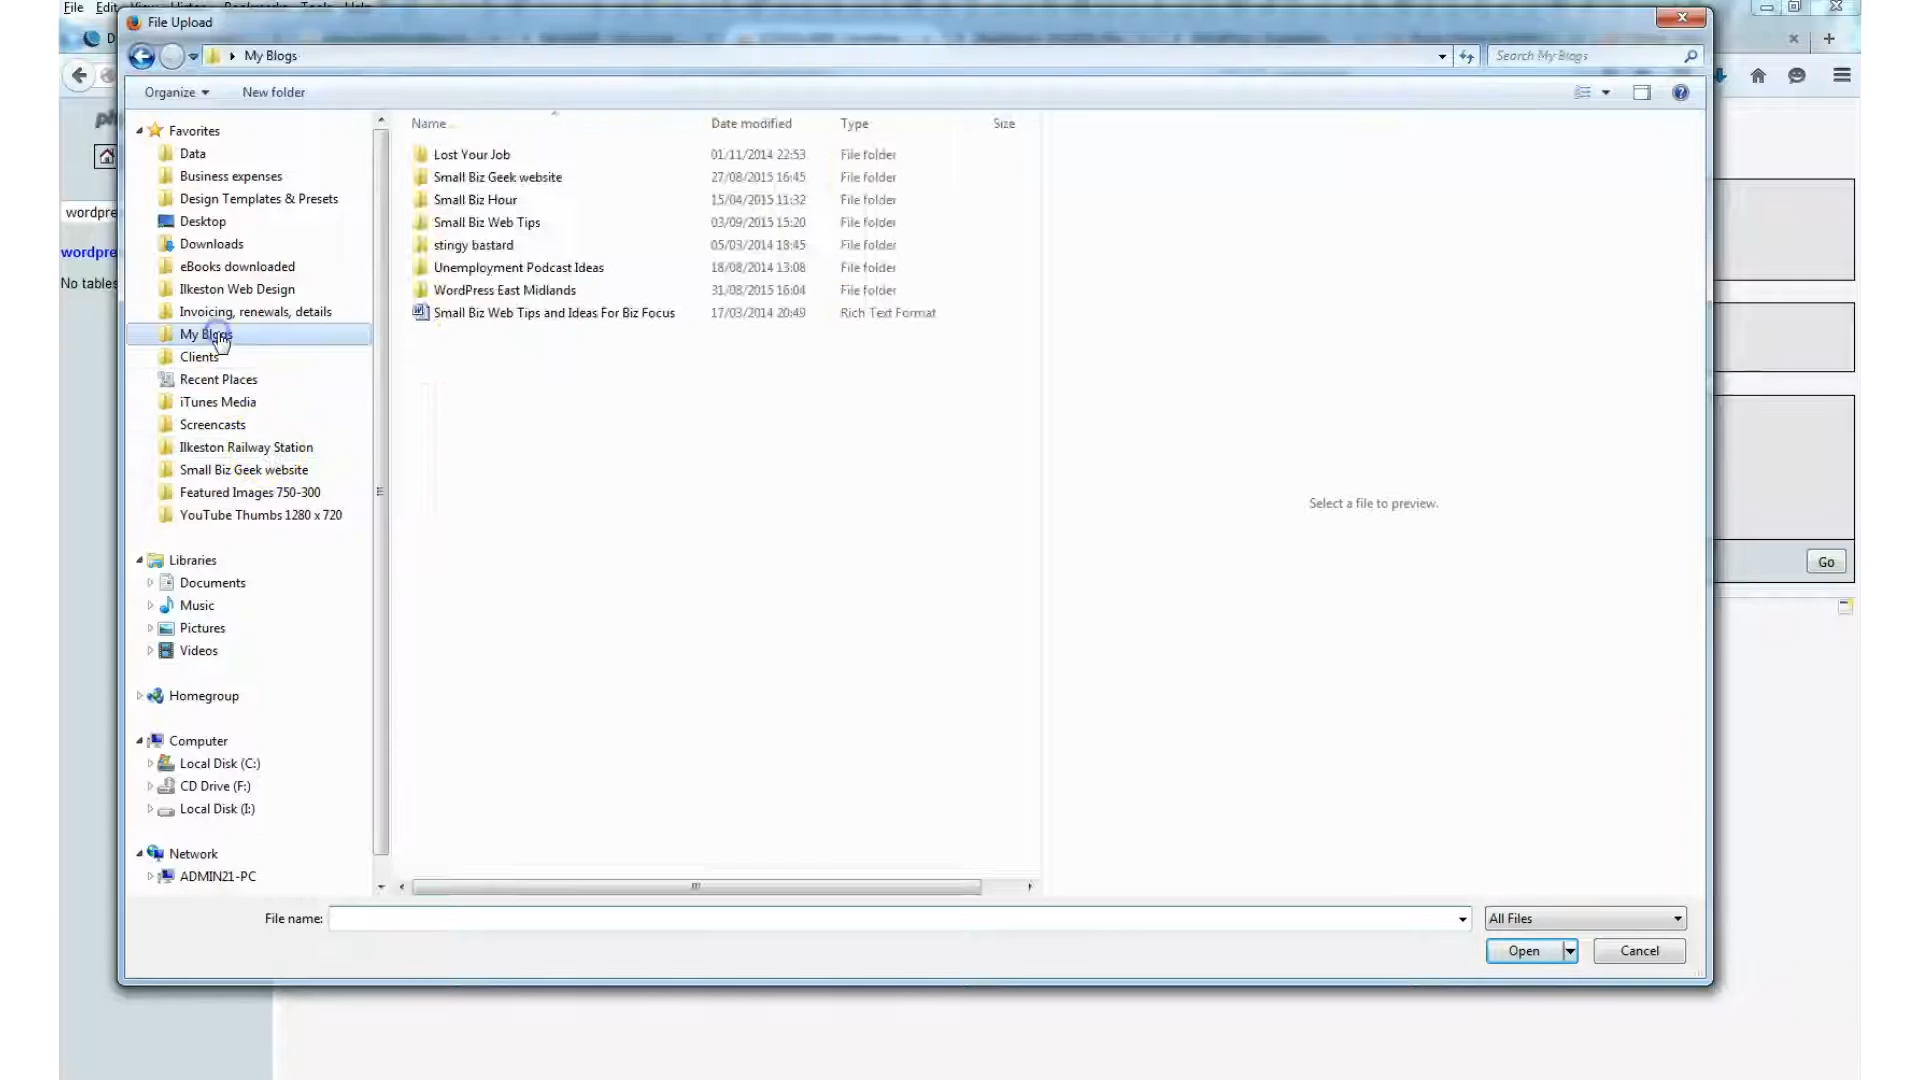 File Edit
File Upload
My Blogs
Search My Blogs
Organize
New folder
Name
Date modified
Type
Size
Favorites
Data
Business expenses
Design Templates & Presets
Desktop
Downloads
eBooks downloaded
Ilkeston Web Design
Invoicing, renewals, details
My Blogs
Clients
Recent Places
iTunes Media
Screencasts
Ilkeston Railway Station
Small Biz Geek website
Featured Images 750-300
YouTube Thumbs 1280 x 720
Libraries
Documents
Music
Pictures
Videos
Homegroup
Computer
Local Disk (C:)
CD Drive (F:)
Local Disk (I:)
Network
ADMIN21-PC
Lost Your Job 01/11/2014 22:53 File folder
Small Biz Geek website 27/08/2015 16:45 File folder
Small Biz Hour 15/04/2015 11:32 File folder
Small Biz Web Tips 03/09/2015 15:20 File folder
stingy bastard 05/03/2014 18:45 File folder
Unemployment Podcast Ideas 18/08/2014 13:08 File folder
WordPress East Midlands 31/08/2015 16:04 File folder
Small Biz Web Tips and Ideas For Biz Focus 17/03/2014 20:49 Rich Text Format
Select a file to preview.
File name:
All Files
Open
Cancel
wordpre
wordpre
No tables
Go